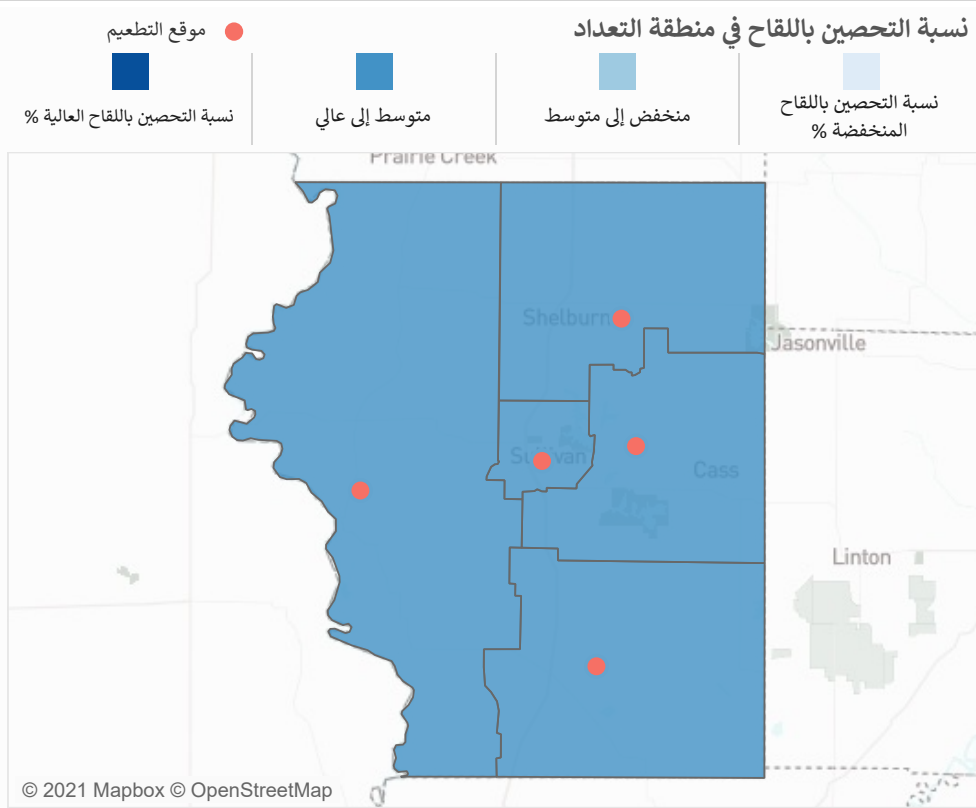 نسبة التحصين باللقاح في منطقة التعداد
موقع التطعيم
نسبة التحصين باللقاح
المنخفضة %
منخفض إلى متوسط
متوسط إلى عالي
نسبة التحصين باللقاح العالية %
Prairie Creek
Shelburn
Jasonville
Sullivan
Cass
Linton
© 2021 Mapbox © OpenStreetMap